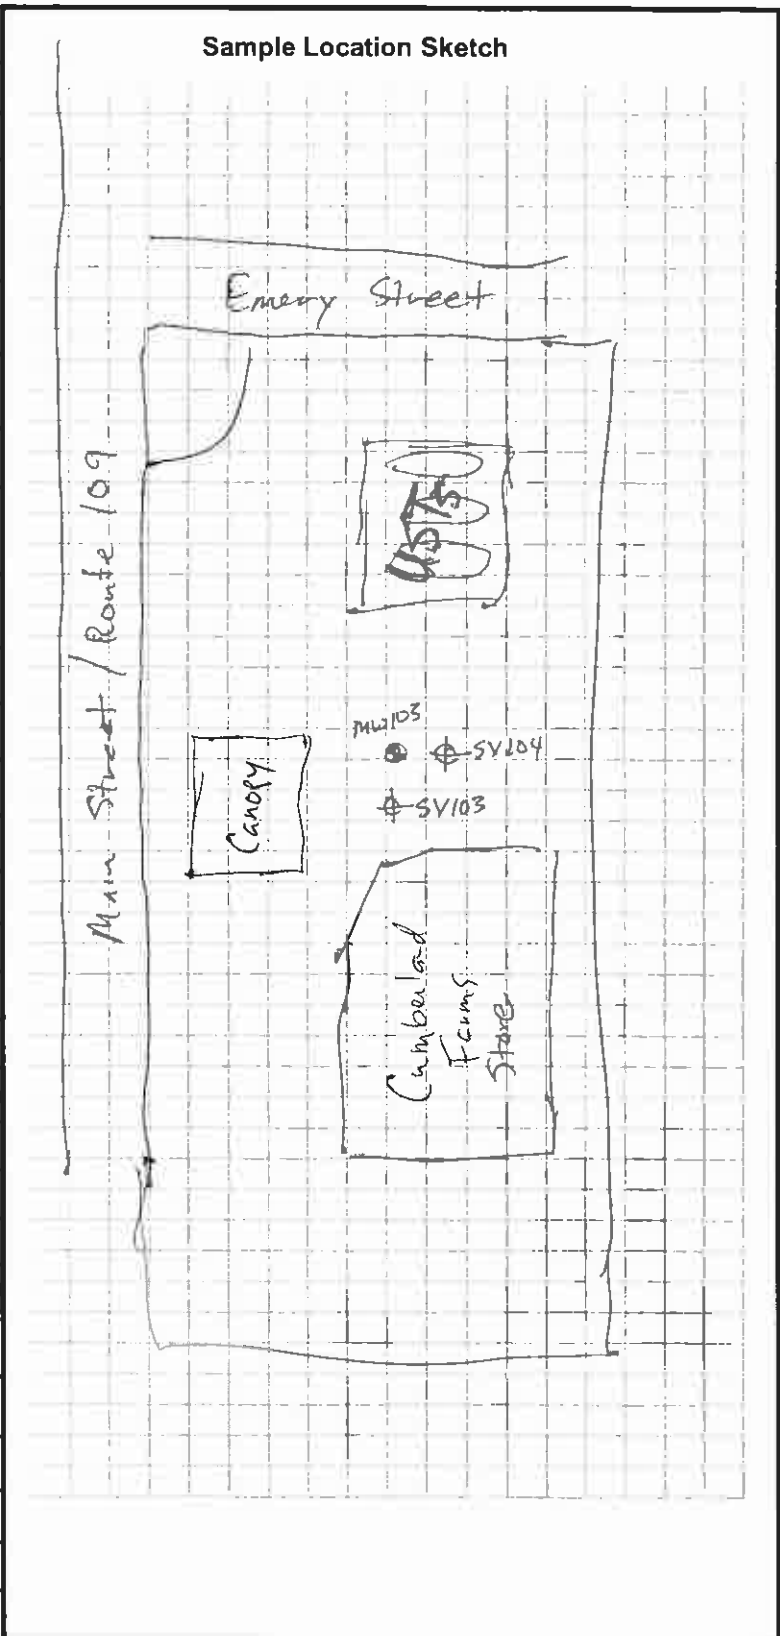 Sample Location Sketch
Emery Street
Main Street / Route 109
USTs
MW103
SV104
SV103
Canopy
Cumberland
Farms
Store